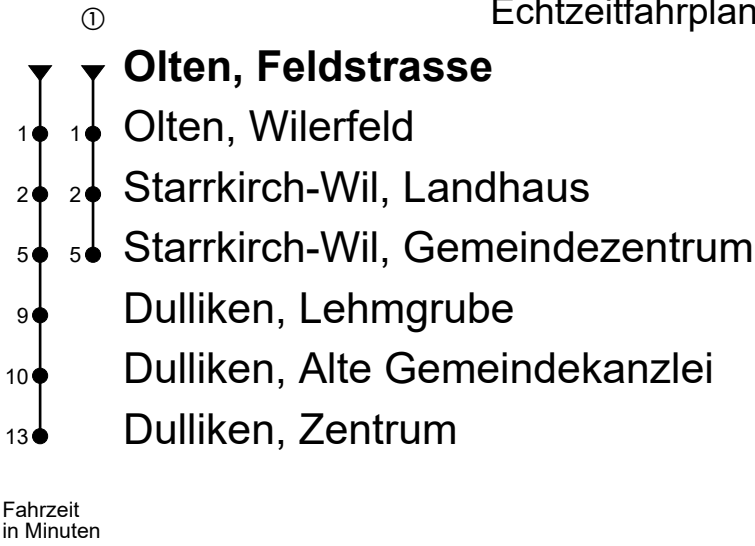 Echtzeitfahrplan
①
Olten, Feldstrasse
1 1 Olten, Wilerfeld
2 2 Starrkirch-Wil, Landhaus
5 5 Starrkirch-Wil, Gemeindezentrum
9 Dulliken, Lehmgrube
10 Dulliken, Alte Gemeindekanzlei
13 Dulliken, Zentrum
Fahrzeit
in Minuten